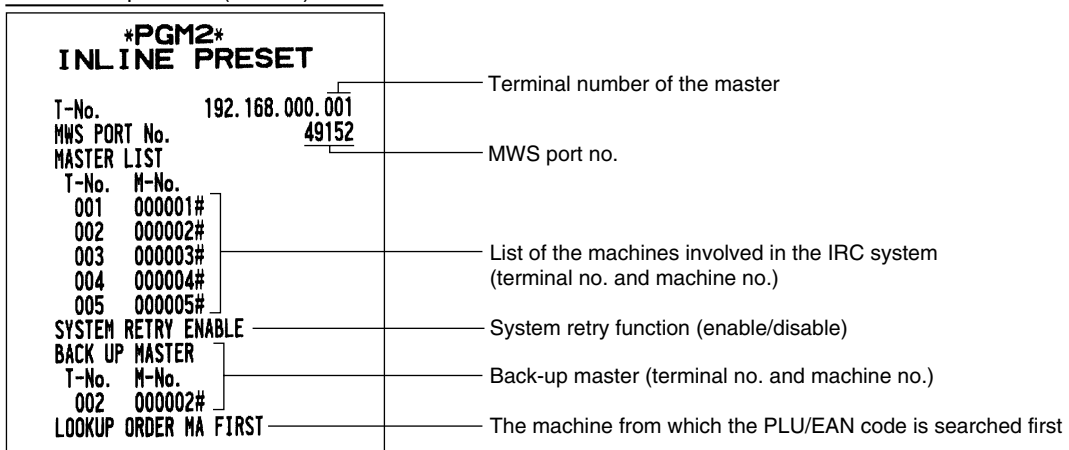 *PGM2*
INLINE PRESET
T-No. 192.168.000.001
MWS PORT No. 49152
MASTER LIST
T-No. M-No.
001 000001#
002 000002#
003 000003#
004 000004#
005 000005#
SYSTEM RETRY ENABLE
BACK UP MASTER
T-No. M-No.
002 000002#
LOOKUP ORDER MA FIRST
Terminal number of the master
MWS port no.
List of the machines involved in the IRC system
(terminal no. and machine no.)
System retry function (enable/disable)
Back-up master (terminal no. and machine no.)
The machine from which the PLU/EAN code is searched first